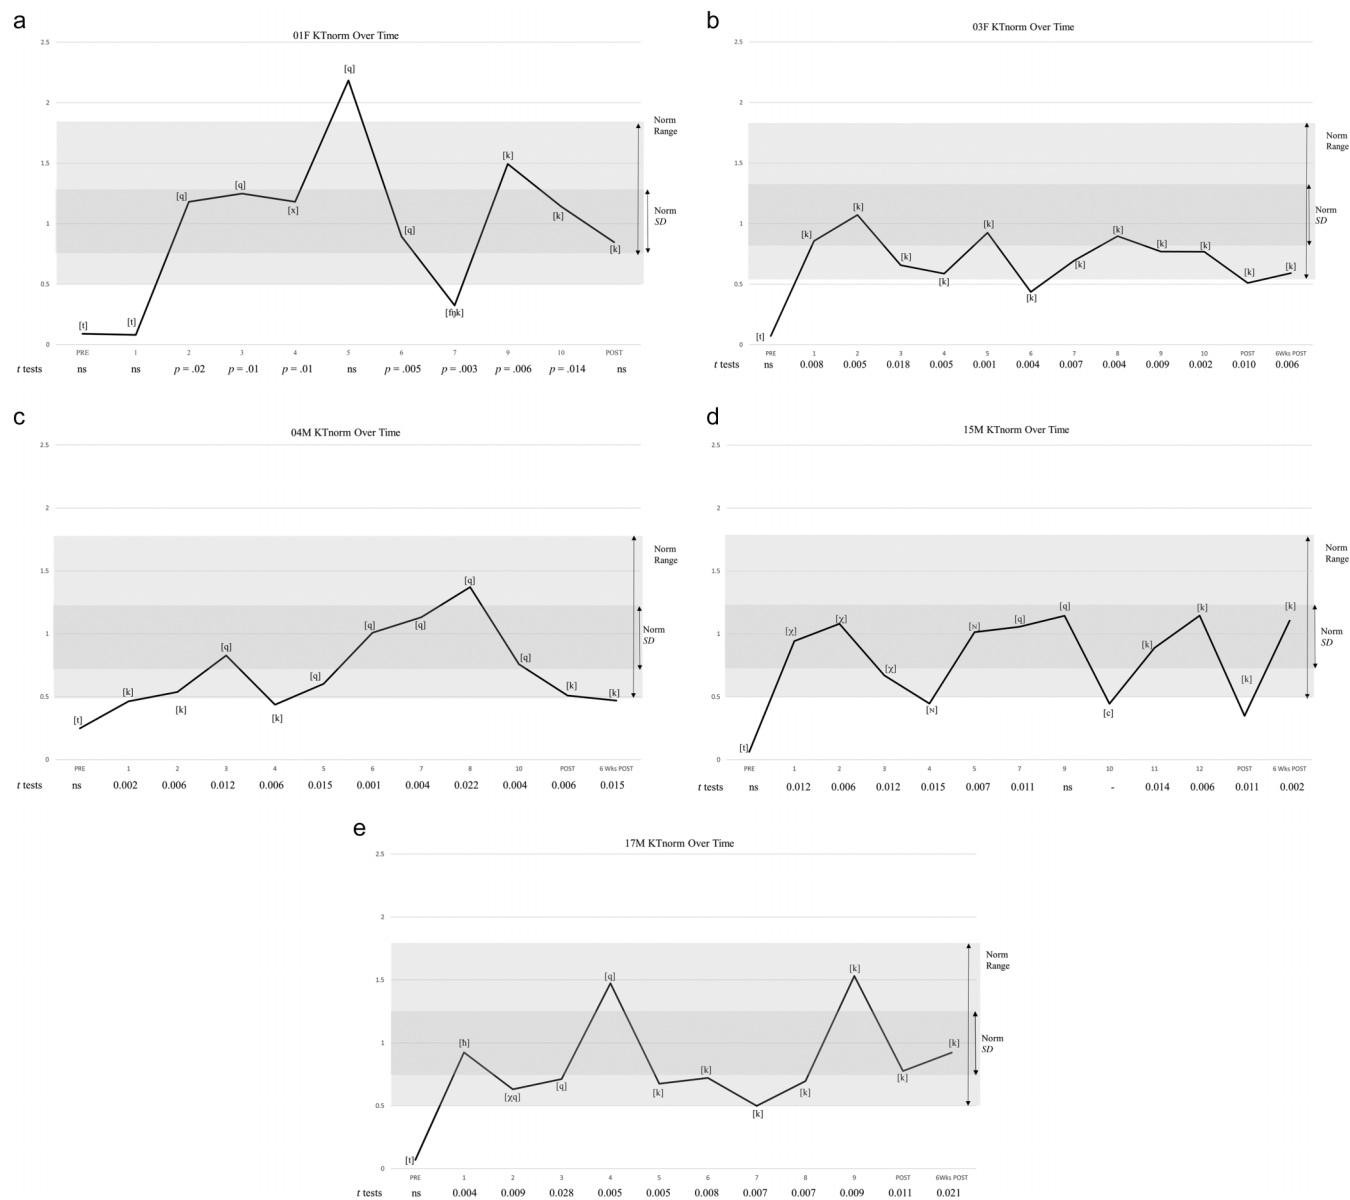 a
01F KTnorm Over Time
2.5
2
1.5
1
0.5
0
[t]
[t]
[q]
[q]
[x]
[q]
[q]
[fŋk]
[k]
[k]
[k]
Norm
Range
Norm
SD
PRE 1 2 3 4 5 6 7 9 10 POST
t tests ns ns p = .02 p = .01 p = .01 ns p = .005 p = .003 p = .006 p = .014 ns
b
03F KTnorm Over Time
2.5
2
1.5
1
0.5
0
[t]
[k]
[k]
[k]
[k]
[k]
[k]
[k]
[k]
[k]
[k]
[k]
[k]
Norm
Range
Norm
SD
PRE 1 2 3 4 5 6 7 8 9 10 POST 6Wks POST
t tests ns 0.008 0.005 0.018 0.005 0.001 0.004 0.007 0.004 0.009 0.002 0.010 0.006
c
04M KTnorm Over Time
2.5
2
1.5
1
0.5
0
[t]
[k]
[k]
[q]
[k]
[q]
[q]
[q]
[q]
[q]
[k]
[k]
Norm
Range
Norm
SD
PRE 1 2 3 4 5 6 7 8 10 POST 6 Wks POST
t tests ns 0.002 0.006 0.012 0.006 0.015 0.001 0.004 0.022 0.004 0.006 0.015
d
15M KTnorm Over Time
2.5
2
1.5
1
0.5
0
[t]
[χ]
[χ]
[χ]
[ɴ]
[ɴ]
[q]
[q]
[c]
[k]
[k]
[k]
[k]
Norm
Range
Norm
SD
PRE 1 2 3 4 5 7 9 10 11 12 POST 6 Wks POST
t tests ns 0.012 0.006 0.012 0.015 0.007 0.011 ns - 0.014 0.006 0.011 0.002
e
17M KTnorm Over Time
2.5
2
1.5
1
0.5
0
[t]
[ħ]
[χq]
[q]
[q]
[k]
[k]
[k]
[k]
[k]
[k]
[k]
Norm
Range
Norm
SD
PRE 1 2 3 4 5 6 7 8 9 POST 6Wks POST
t tests ns 0.004 0.009 0.028 0.005 0.005 0.008 0.007 0.007 0.009 0.011 0.021